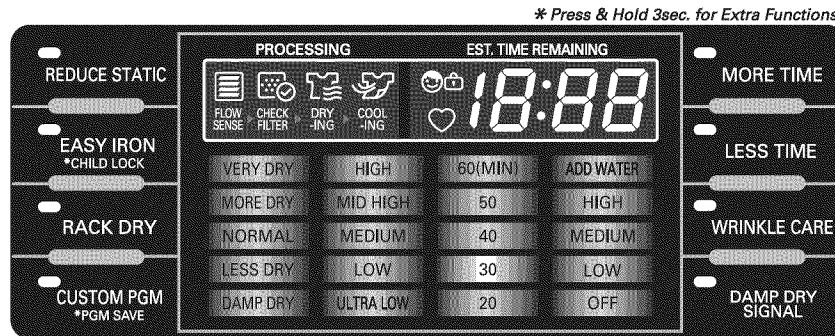 * Press & Hold 3sec. for Extra Functions
REDUCE STATIC
EASY IRON
*CHILD LOCK
RACK DRY
CUSTOM PGM
*PGM SAVE
PROCESSING EST. TIME REMAINING
FLOW SENSE CHECK FILTER DRY -ING COOL -ING
18:88
VERY DRY HIGH 60(MIN) ADD WATER
MORE DRY MID HIGH 50 HIGH
NORMAL MEDIUM 40 MEDIUM
LESS DRY LOW 30 LOW
DAMP DRY ULTRA LOW 20 OFF
MORE TIME
LESS TIME
WRINKLE CARE
DAMP DRY
SIGNAL